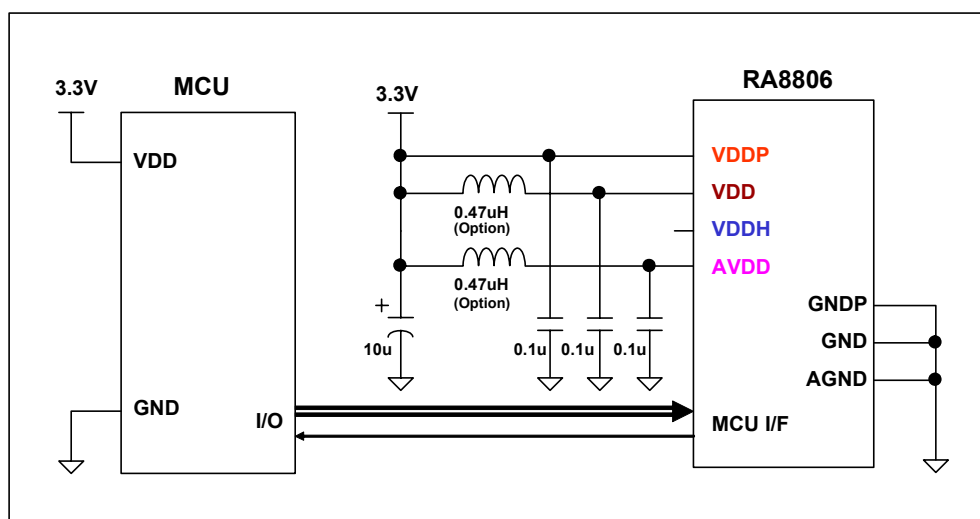 MCU
3.3V
VDD
GND
I/O
3.3V
0.47uH
(Option)
0.47uH
(Option)
+
10u
0.1u
0.1u
0.1u
RA8806
VDDP
VDD
VDDH
AVDD
GNDP
GND
AGND
MCU I/F